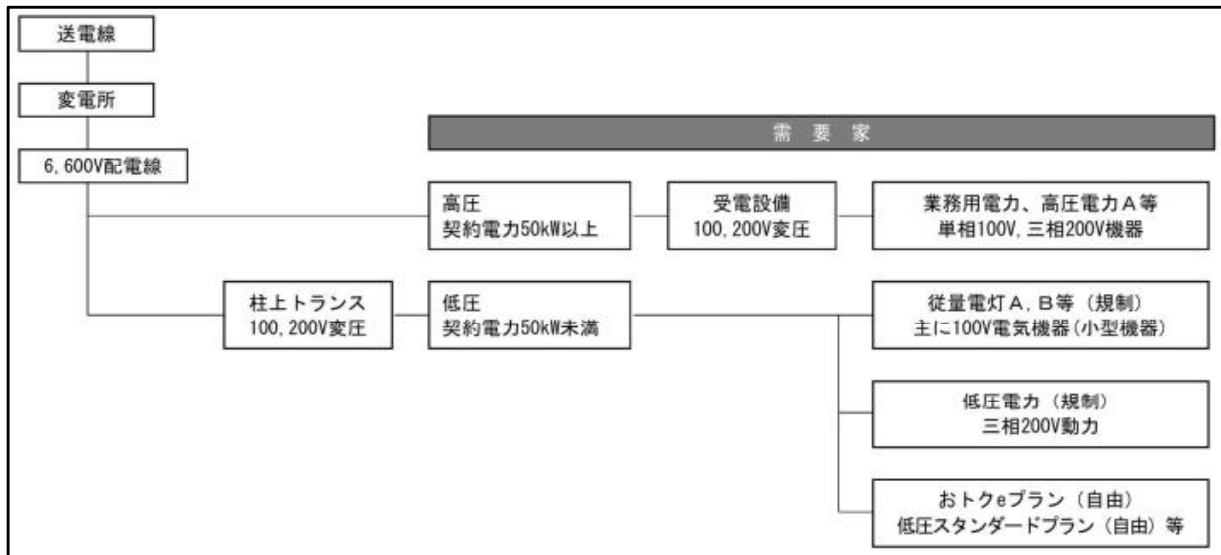 送電線
変電所
6,600V配電線
需要家
高圧
契約電力50kW以上
受電設備
100,200V変圧
業務用電力、高圧電力A等
単相100V,三相200V機器
柱上トランス
100,200V変圧
低圧
契約電力50kW未満
従量電灯A,B等（規制）
主に100V電気機器(小型機器)
低圧電力（規制）
三相200V動力
おトクeプラン（自由）
低圧スタンダードプラン（自由）等